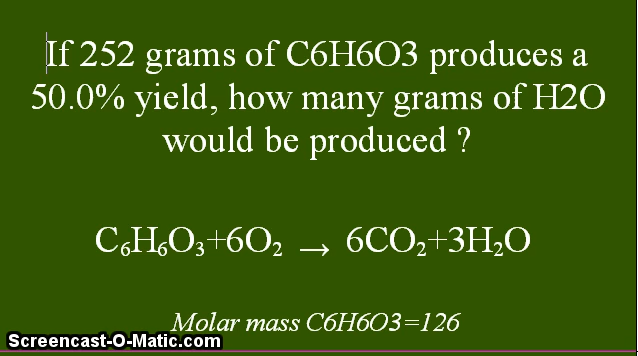 If 252 grams of C6H6O3 produces a
50.0% yield, how many grams of H2O
would be produced ?
C₆H₆O₃+6O₂ → 6CO₂+3H₂O
Molar mass C6H6O3=126
Screencast-O-Matic.com